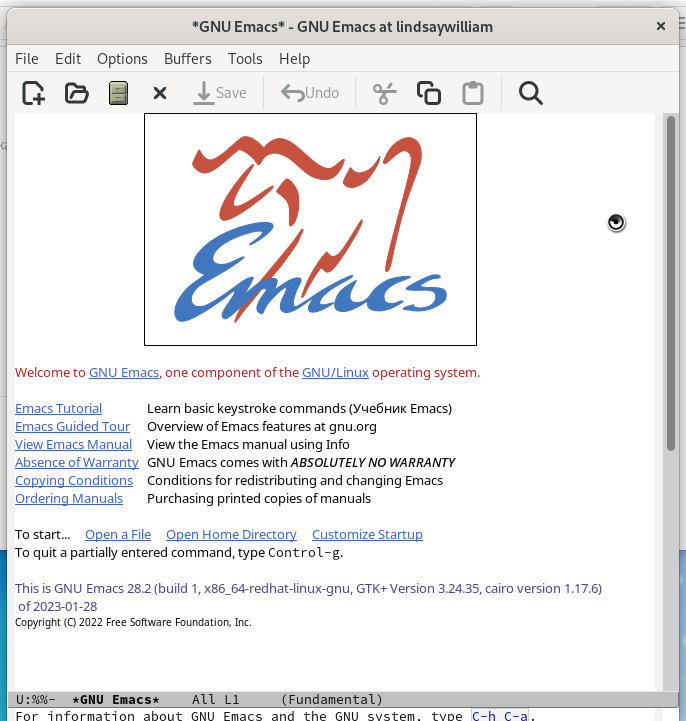 *GNU Emacs* - GNU Emacs at lindsaywilliam
File Edit Options Buffers Tools Help
Save Undo
Emacs
Welcome to GNU Emacs, one component of the GNU/Linux operating system.
Emacs Tutorial Learn basic keystroke commands (Учебник Emacs)
Emacs Guided Tour Overview of Emacs features at gnu.org
View Emacs Manual View the Emacs manual using Info
Absence of Warranty GNU Emacs comes with ABSOLUTELY NO WARRANTY
Copying Conditions Conditions for redistributing and changing Emacs
Ordering Manuals Purchasing printed copies of manuals
To start... Open a File Open Home Directory Customize Startup
To quit a partially entered command, type Control-g.
This is GNU Emacs 28.2 (build 1, x86_64-redhat-linux-gnu, GTK+ Version 3.24.35, cairo version 1.17.6)
of 2023-01-28
Copyright (C) 2022 Free Software Foundation, Inc.
U:%%- *GNU Emacs* All L1 (Fundamental)
For information about GNU Emacs and the GNU system, type C-h C-a.